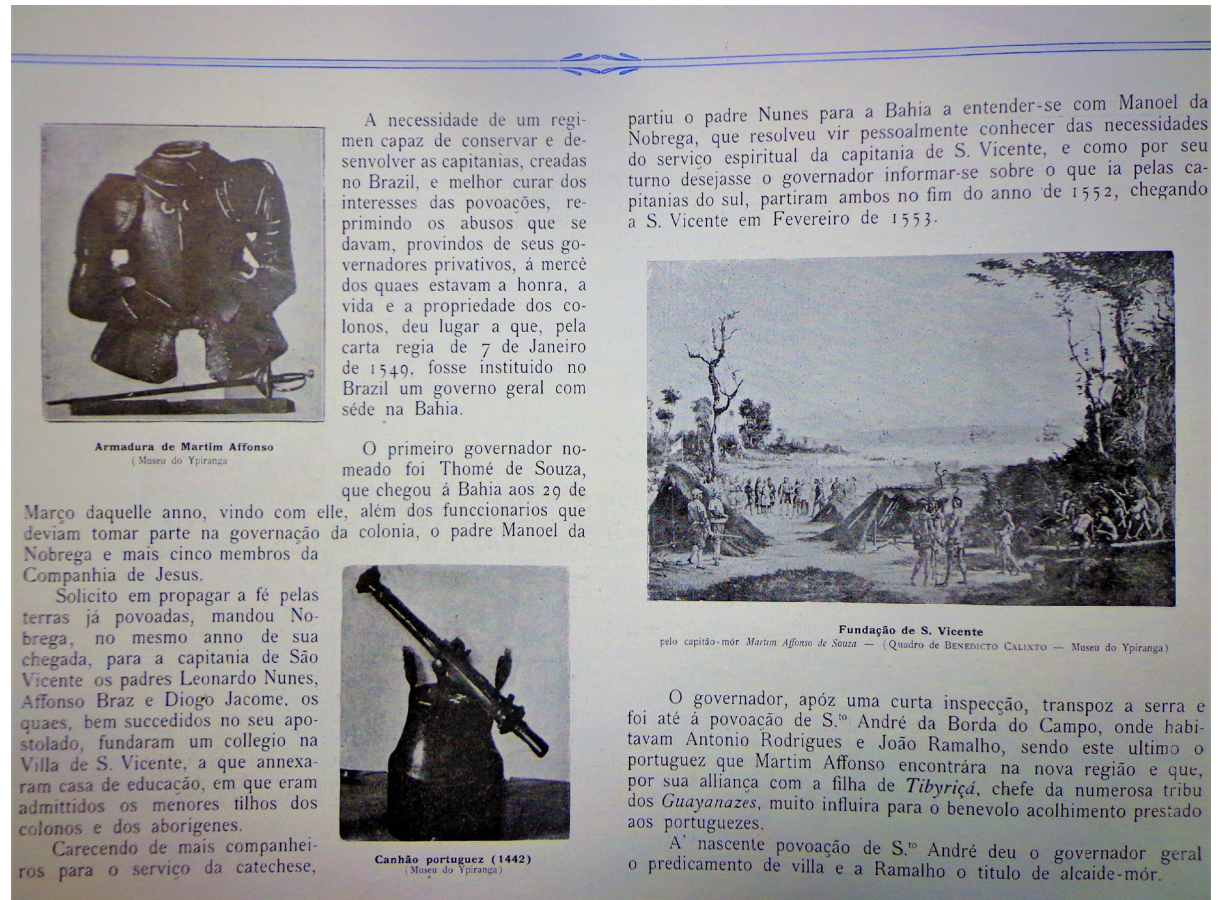 A necessidade de um regi-
men capaz de conservar e de-
senvolver as capitanias, creadas
no Brazil, e melhor curar dos
interesses das povoações, re-
primindo os abusos que se
davam, provindos de seus go-
vernadores privativos, á mercê
dos quaes estavam a honra, a
vida e a propriedade dos co-
lonos, deu lugar a que, pela
carta regia de 7 de Janeiro
de 1549, fosse instituido no
Brazil um governo geral com
séde na Bahia.
Armadura de Martim Affonso
(Museu do Ypiranga
O primeiro governador no-
meado foi Thomé de Souza,
que chegou á Bahia aos 29 de
Março daquelle anno, vindo com elle, além dos funccionarios que
deviam tomar parte na governação da colonia, o padre Manoel da
Nobrega e mais cinco membros da
Companhia de Jesus.
Solicito em propagar a fé pelas
terras já povoadas, mandou No-
brega, no mesmo anno de sua
chegada, para a capitania de São
Vicente os padres Leonardo Nunes,
Affonso Braz e Diogo Jacome, os
quaes, bem succedidos no seu apo-
stolado, fundaram um collegio na
Villa de S. Vicente, a que annexa-
ram casa de educação, em que eram
admittidos os menores filhos dos
colonos e dos aborígenes.
Carecendo de mais companhei-
ros para o serviço da catechese,
Canhão portuguez (1442)
(Museu do Ypiranga)
partiu o padre Nunes para a Bahia a entender-se com Manoel da
Nobrega, que resolveu vir pessoalmente conhecer das necessidades
do serviço espiritual da capitania de S. Vicente, e como por seu
turno desejasse o governador informar-se sobre o que ia pelas ca-
pitanias do sul, partiram ambos no fim do anno de 1552, chegando
a S. Vicente em Fevereiro de 1553.
Fundação de S. Vicente
pelo capitão-mór Martim Affonso de Souza — (Quadro de BENEDICTO CALIXTO — Museu do Ypiranga)
O governador, apóz uma curta inspecção, transpoz a serra e
foi até á povoação de S.to André da Borda do Campo, onde habi-
tavam Antonio Rodrigues e João Ramalho, sendo este ultimo o
portuguez que Martim Affonso encontrára na nova região e que,
por sua alliança com a filha de Tibyriçá, chefe da numerosa tribu
dos Guayanazes, muito influira para o benevolo acolhimento prestado
aos portuguezes.
A' nascente povoação de S.to André deu o governador geral
o predicamento de villa e a Ramalho o titulo de alcaide-mór.